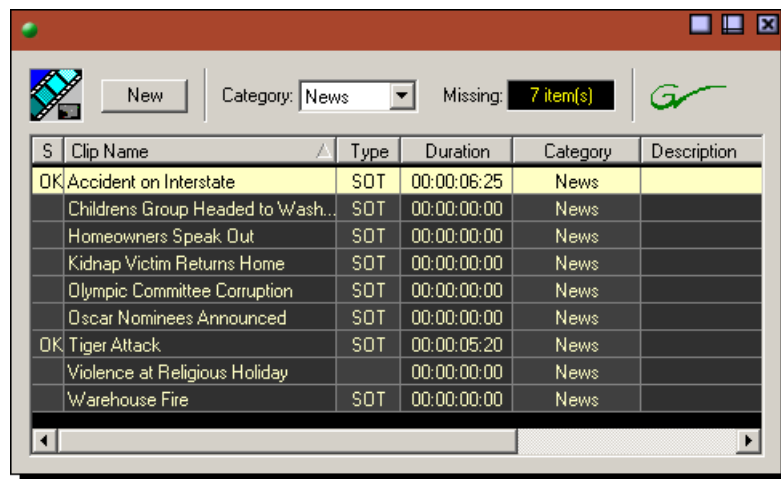 New Category: News Missing: 7 item(s)
S Clip Name Type Duration Category Description
OK Accident on Interstate SOT 00:00:06:25 News
Childrens Group Headed to Wash... SOT 00:00:00:00 News
Homeowners Speak Out SOT 00:00:00:00 News
Kidnap Victim Returns Home SOT 00:00:00:00 News
Olympic Committee Corruption SOT 00:00:00:00 News
Oscar Nominees Announced SOT 00:00:00:00 News
OK Tiger Attack SOT 00:00:05:20 News
Violence at Religious Holiday 00:00:00:00 News
Warehouse Fire SOT 00:00:00:00 News